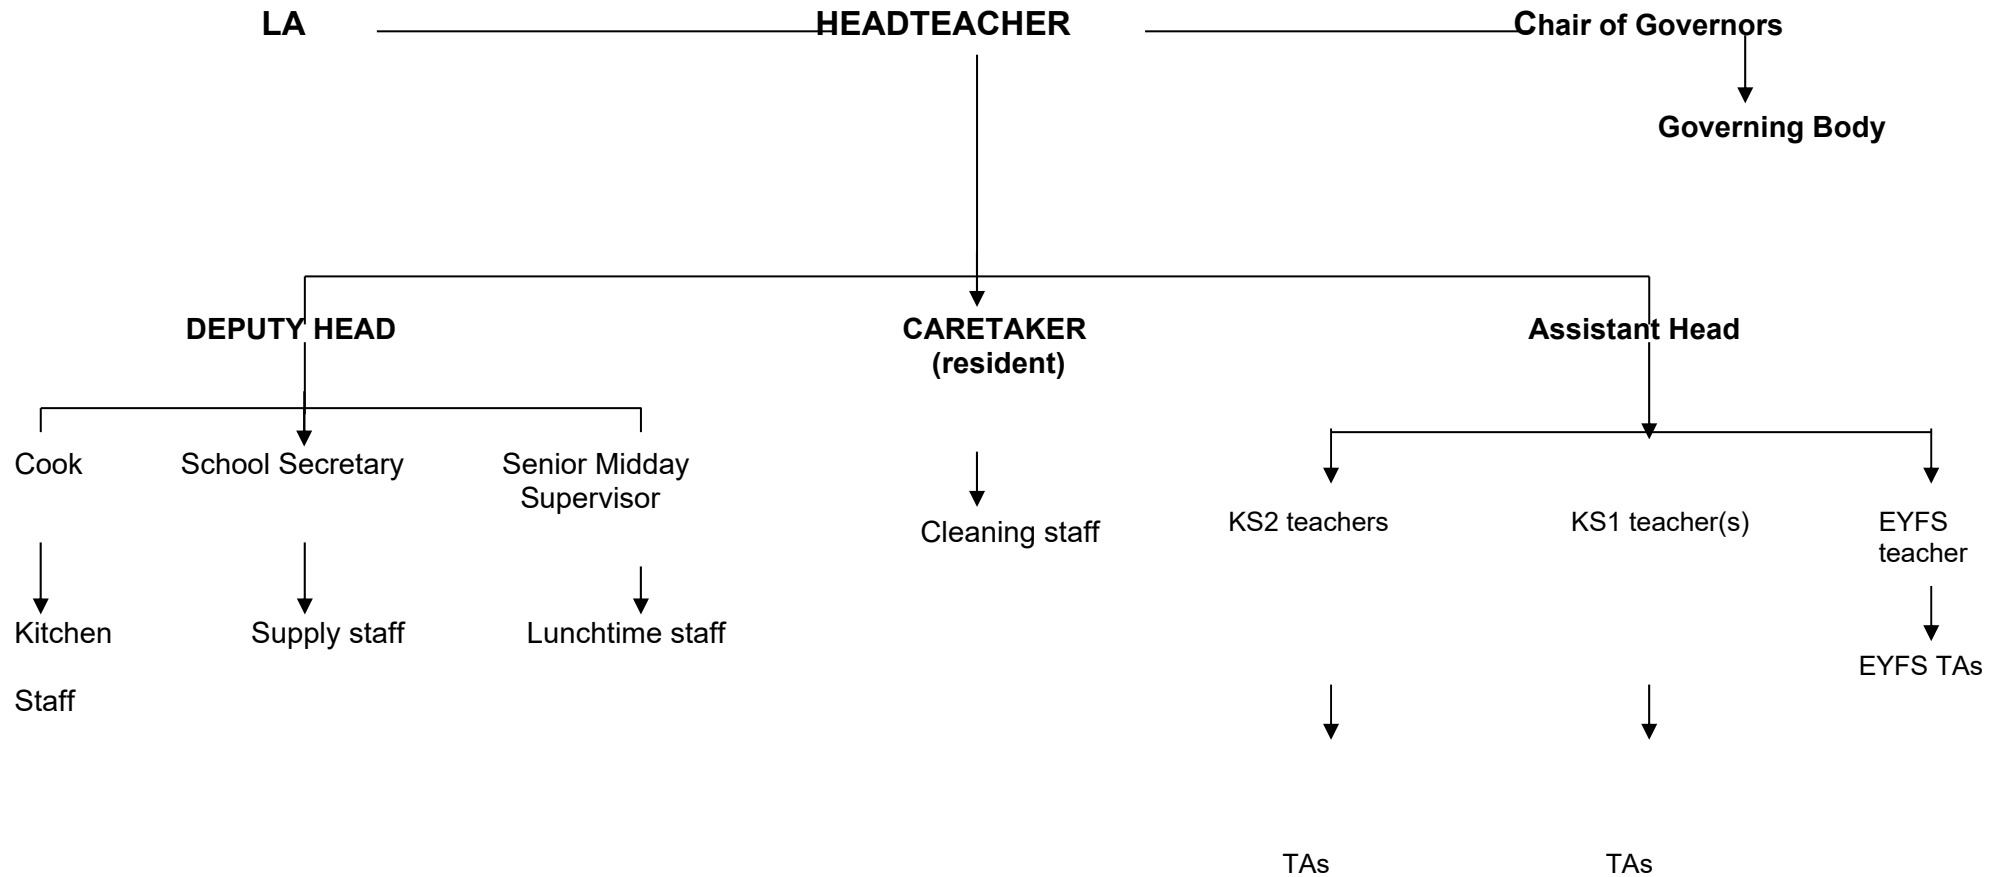 LA HEADTEACHER Chair of Governors
Governing Body
DEPUTY HEAD CARETAKER Assistant Head
(resident)
Cook School Secretary Senior Midday
Supervisor
KS2 teachers KS1 teacher(s) EYFS
Cleaning staff
teacher
Kitchen Supply staff Lunchtime staff
EYFS TAs
Staff
TAs TAs